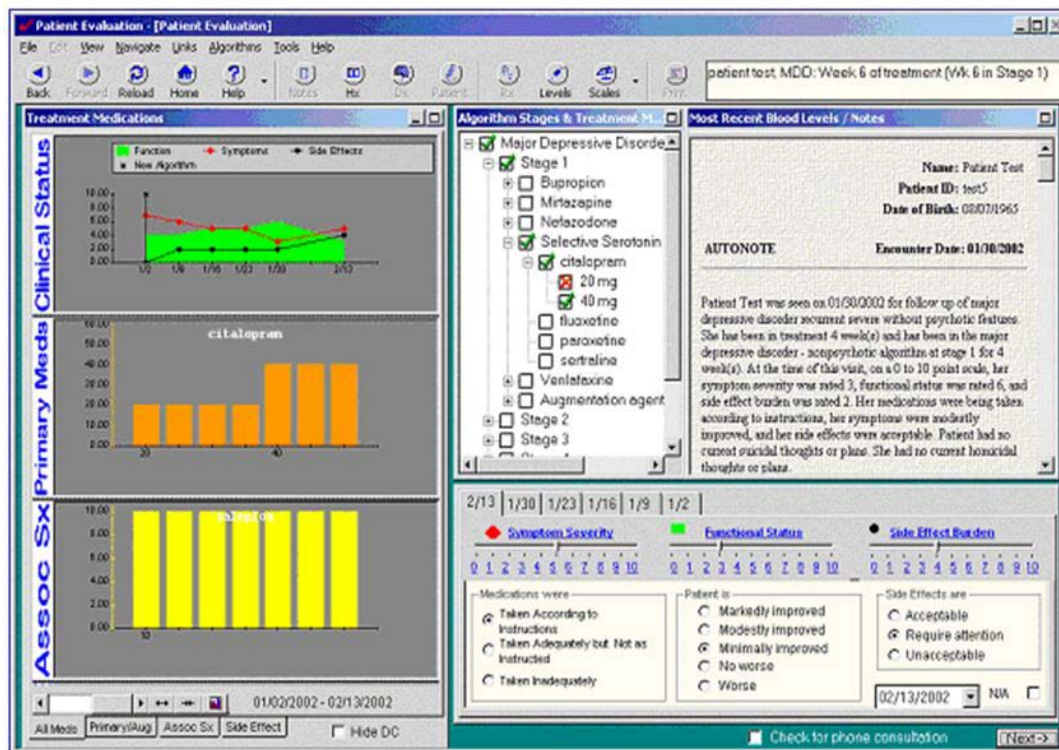 Patient Evaluation - [Patient Evaluation]
File Edit View Navigate Links Algorithms Tools Help
Back Forward Reload Home Help Notes Hx Dx Patient Rx Levels Scales Print
patient test, MDD: Week 6 of treatment (Wk 6 in Stage 1)
Treatment Medications
Clinical Status
Function Symptoms Side Effects
New Algorithm
10.00
8.00
6.00
4.00
2.00
0.00
1/2 1/9 1/16 1/23 1/30 2/13
Primary Meds
citalopram
60.00
40.00
20.00
0.00
20 40
Assoc Sx
10.00
8.00
6.00
4.00
2.00
0.00
10
01/02/2002 - 02/13/2002
All Meds Primary/Aug Assoc Sx Side Effect
Hide DC
Algorithm Stages & Treatment M...
Major Depressive Disorde
Stage 1
Bupropion
Mirtazapine
Nefazodone
Selective Serotonin
citalopram
20 mg
40 mg
fluoxetine
paroxetine
sertraline
Venlafaxine
Augmentation agent
Stage 2
Stage 3
Most Recent Blood Levels / Notes
Name: Patient Test
Patient ID: test5
Date of Birth: 08/07/1965
AUTONOTE Encounter Date: 01/30/2002
Patient Test was seen on 01/30/2002 for follow up of major
depressive disorder recurrent severe without psychotic features.
She has been in treatment 4 week(s) and has been in the major
depressive disorder - nonpsychotic algorithm at stage 1 for 4
week(s). At the time of this visit, on a 0 to 10 point scale, her
symptom severity was rated 3, functional status was rated 6, and
side effect burden was rated 2. Her medications were being taken
according to instructions, her symptoms were modestly
improved, and her side effects were acceptable. Patient had no
current suicidal thoughts or plans. She had no current homicidal
thoughts or plans.
2/13 1/30 1/23 1/16 1/9 1/2
Symptom Severity
0 1 2 3 4 5 6 7 8 9 10
Functional Status
0 1 2 3 4 5 6 7 8 9 10
Side Effect Burden
0 1 2 3 4 5 6 7 8 9 10
Medications were
Taken According to
Instructions
Taken Adequately but Not as
Instructed
Taken Inadequately
Patient is
Markedly improved
Modestly improved
Minimally improved
No worse
Worse
Side Effects are
Acceptable
Require attention
Unacceptable
02/13/2002 N/A
Check for phone consultation
Next->